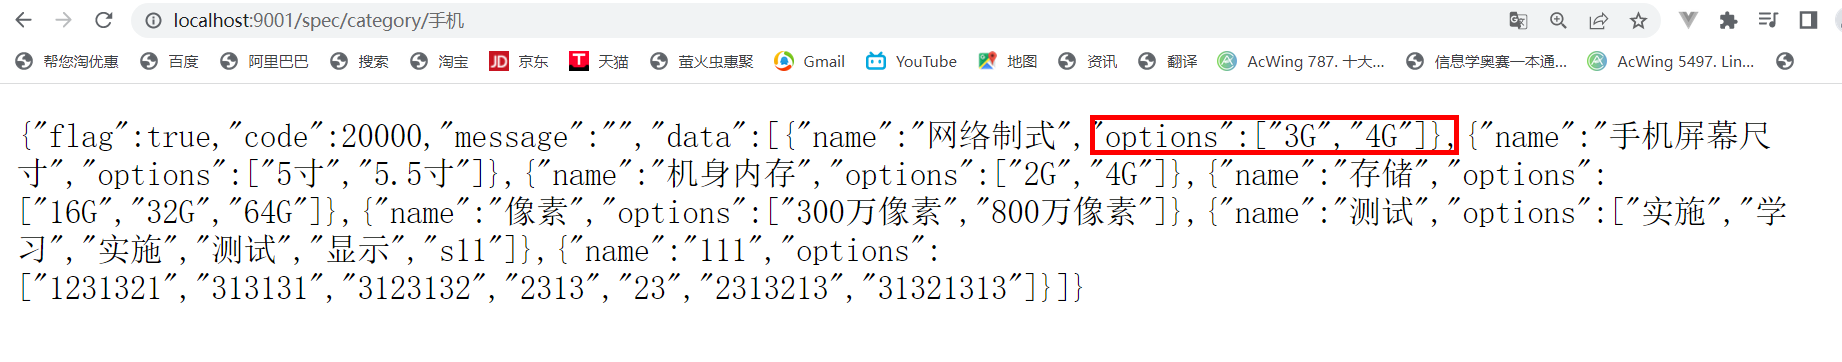 localhost:9001/spec/category/手机
帮您淘优惠 百度 阿里巴巴 搜索 淘宝 JD 京东 T 天猫 萤火虫惠聚 Gmail YouTube 地图 资讯 翻译 AcWing 787. 十大... 信息学奥赛一本通... AcWing 5497. Lin...
{"flag":true,"code":20000,"message":"","data":[{"name":"网络制式","options":["3G","4G"]},{"name":"手机屏幕尺
寸","options":["5寸","5.5寸"]},{"name":"机身内存","options":["2G","4G"]},{"name":"存储","options":
["16G","32G","64G"]},{"name":"像素","options":["300万像素","800万像素"]},{"name":"测试","options":["实施","学
习","实施","测试","显示","s11"]},{"name":"111","options":
["1231321","313131","3123132","2313","23","2313213","31321313"]}]}